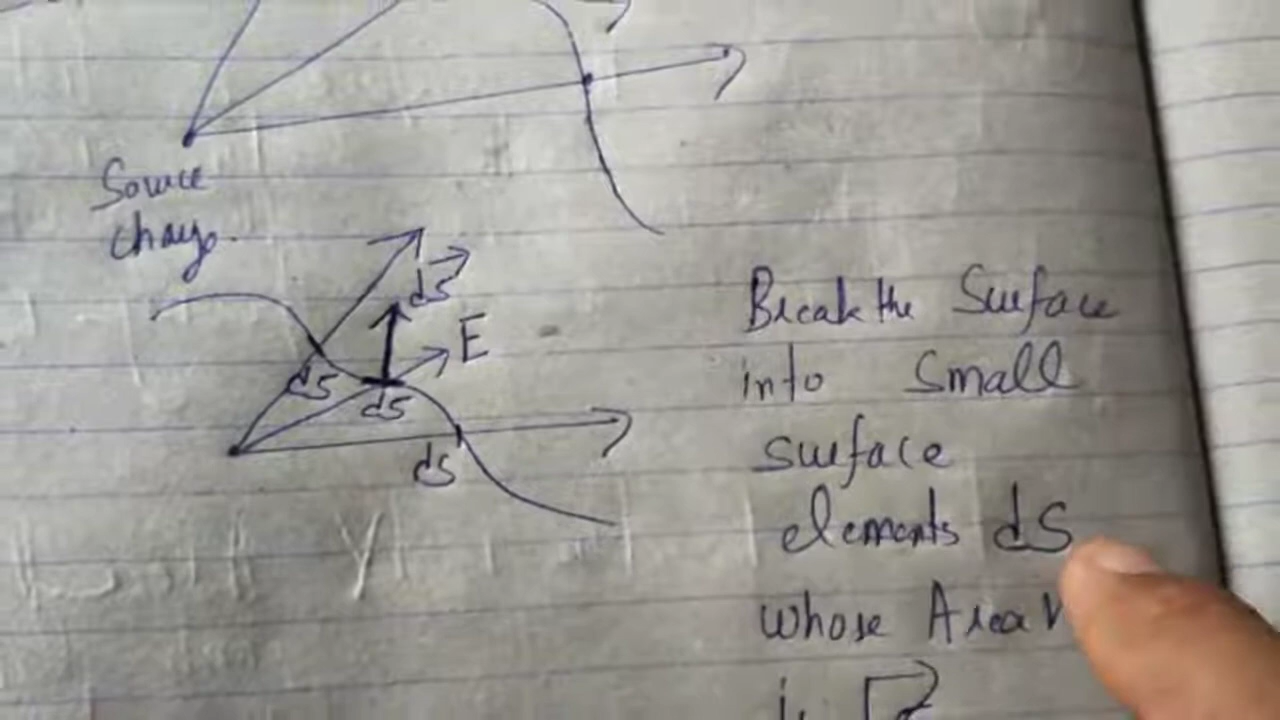 Source
charge.
dS
E
dS
dS
dS
Break the Surface
into Small
surface
elements dS
whose Area V